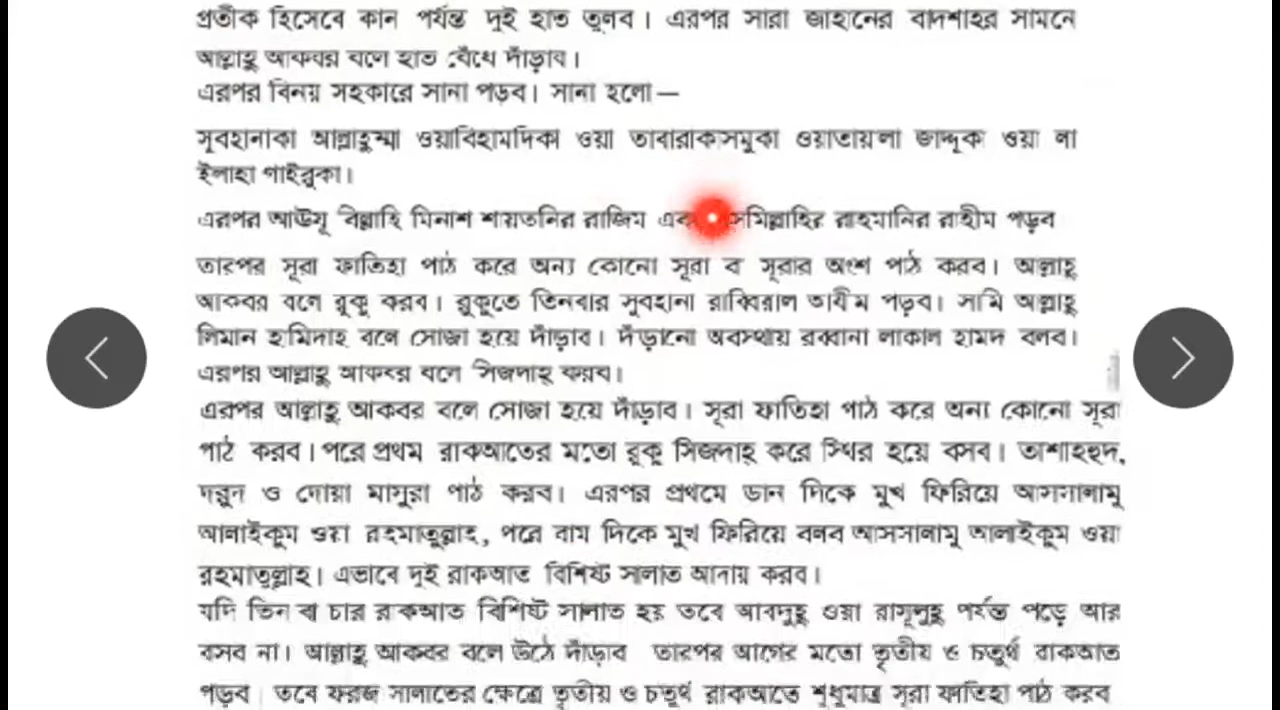 প্রতীক হিসেবে কান পর্যন্ত দুই হাত তুলব। এরপর সারা জাহানের বাদশাহর সামনে
আল্লাহু আকবর বলে হাত বেঁধে দাঁড়াব।
এরপর বিনয় সহকারে সানা পড়ব। সানা হলো—
সুবহানাকা আল্লাহুম্মা ওয়াবিহামদিকা ওয়া তাবারাকাসমুকা ওয়াতায়ালা জাদ্দুকা ওয়া লা
ইলাহা গাইরুকা।
এরপর আউযূ বিল্লাহি মিনাশ শায়তনির রাজিম রাহমানির রাহীম পড়ব
তারপর সূরা ফাতিহা পাঠ করে অন্য কোনো সূরা ব সূরার অংশ পাঠ করব। আল্লাহু
আকবর বলে রুকু করব। রুকুতে তিনবার সুবহানা রাব্বিয়াল আযীম পড়ব। সামি আল্লাহু
লিমান হামিদাহ বলে সোজা হয়ে দাঁড়াব। দাঁড়ানো অবস্থায় রব্বানা লাকাল হামদ বলব।
এরপর আল্লাহু আকবর বলে সিজদাহ্ করব।
এরপর আল্লাহু আকবর বলে সোজা হয়ে দাঁড়াব। সূরা ফাতিহা পাঠ করে অন্য কোনো সূরা
পাঠ করব। পরে প্রথম রাকআতের মতো রুকু সিজদাহ্ করে স্থির হয়ে বসব। তাশাহহুদ,
দরুদ ও দোয়া মাসুরা পাঠ করব। এরপর প্রথমে ডান দিকে মুখ ফিরিয়ে আসসালামু
আলাইকুম ওয়া রহমাতুল্লাহ, পরে বাম দিকে মুখ ফিরিয়ে বলব আসসালামু আলাইকুম ওয়া
রহমাতুল্লাহ। এভাবে দুই রাকআত বিশিষ্ট সালাত আদায় করব।
যদি তিন বা চার রাকআত বিশিষ্ট সালাত হয় তবে আবদুহু ওয়া রাসূলুহু পর্যন্ত পড়ে আর
বসব না। আল্লাহু আকবর বলে উঠে দাঁড়াব তারপর আগের মতো তৃতীয় ও চতুর্থ রাকআত
পড়ব তবে ফরজ সালাতের ক্ষেত্রে তৃতীয় ও চতুর্থ রাকআতে শুধুমাত্র সূরা ফাতিহা পাঠ করব